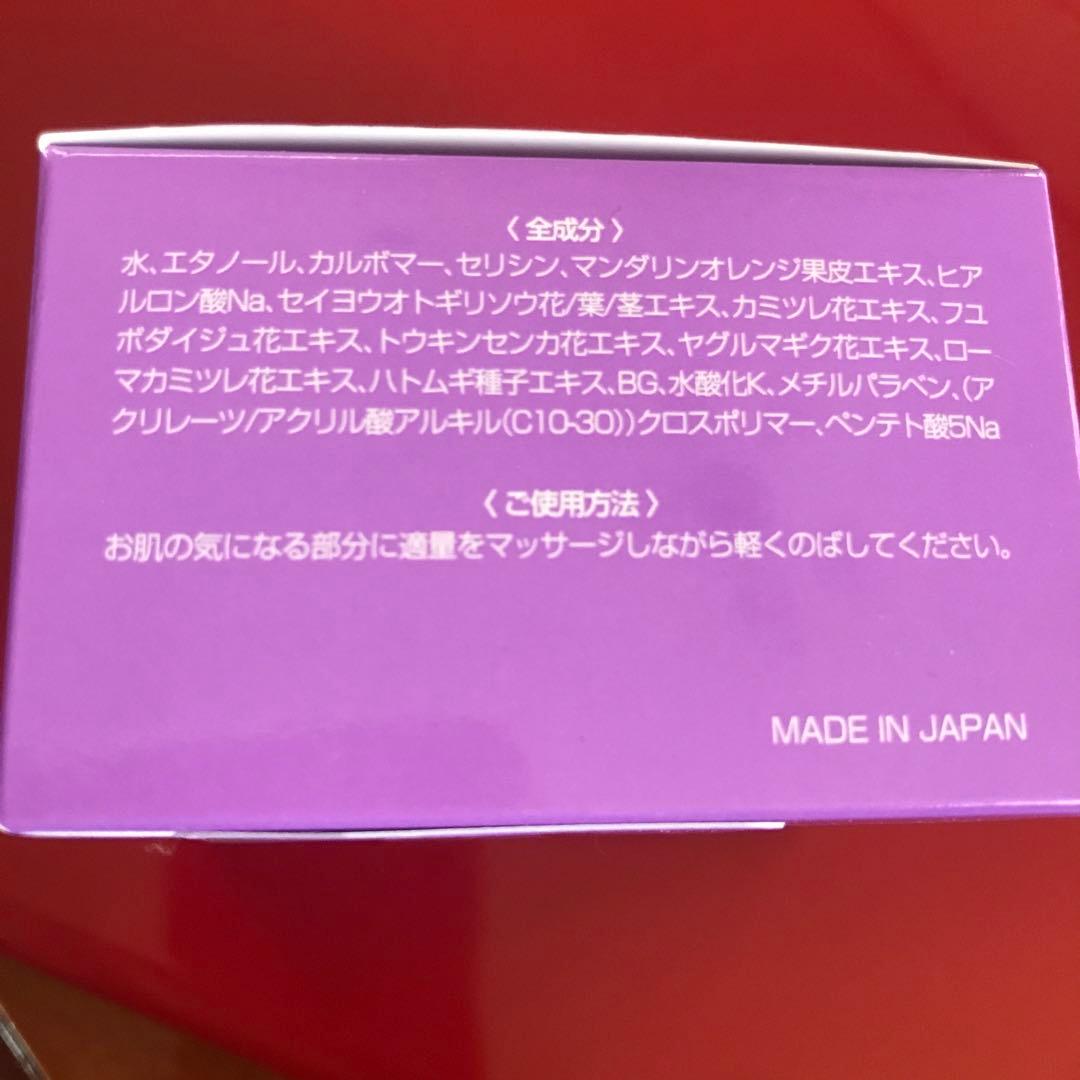 〈 全成分 〉
水、エタノール、カルボマー、セリシン、マンダリンオレンジ果皮エキス、ヒア
ルロン酸Na、セイヨウオトギリソウ花/葉/茎エキス、カミツレ花エキス、フユ
ボダイジュ花エキス、トウキンセンカ花エキス、ヤグルマギク花エキス、ロー
マカミツレ花エキス、ハトムギ種子エキス、BG、水酸化K、メチルパラベン、(ア
クリレーツ/アクリル酸アルキル(C10-30))クロスポリマー、ペンテト酸5Na
〈 ご使用方法 〉
お肌の気になる部分に適量をマッサージしながら軽くのばしてください。
MADE IN JAPAN